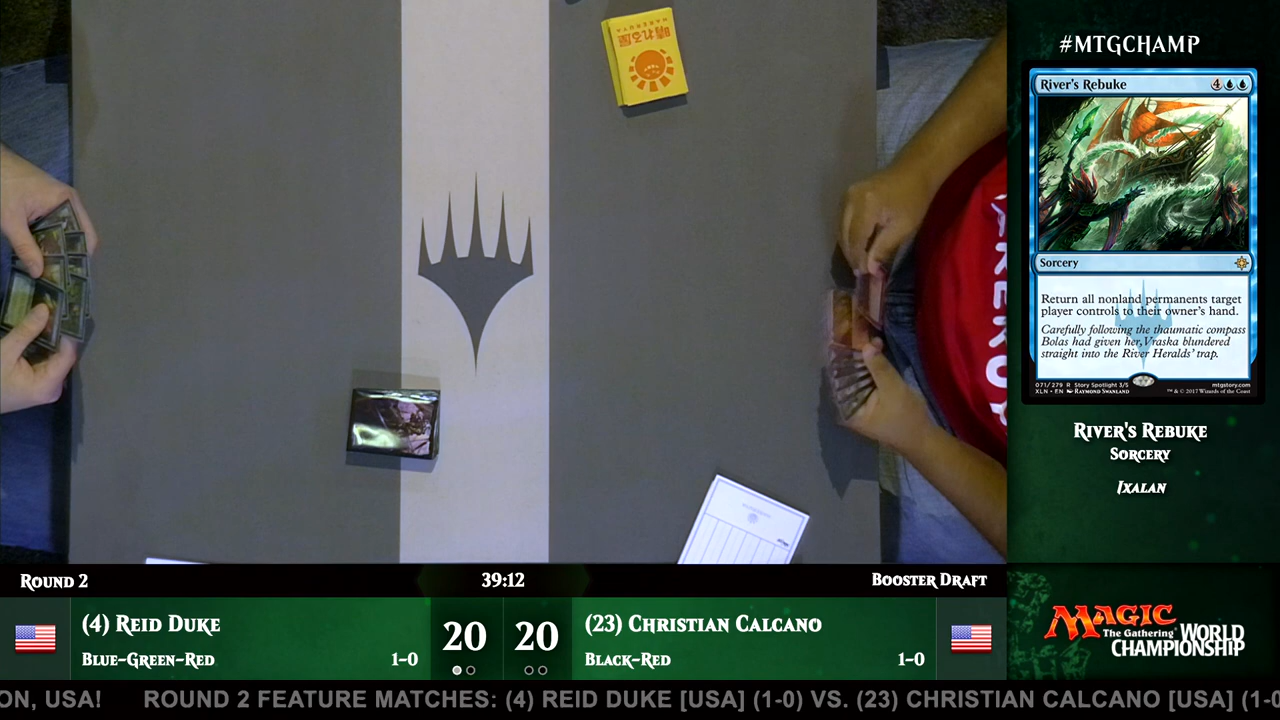 #MTGCHAMP
晴れる屋
HARERUYA
River's Rebuke 4
Sorcery
Return all nonland permanents target
player controls to their owner's hand.
Carefully following the thaumatic compass
Bolas had given her, Vraska blundered
straight into the River Heralds' trap.
071/279 R Story Spotlight 3/5
XLN • EN Raymond Swanland
mtgstory.com
™ & © 2017 Wizards of the Coast
River's Rebuke
Sorcery
Ixalan
Round 2
39:12
Booster Draft
(4) Reid Duke
Blue-Green-Red
1-0
20
20
(23) Christian Calcano
Black-Red
1-0
Magic
The Gathering
World
Championship
ON, USA! ROUND 2 FEATURE MATCHES: (4) REID DUKE [USA] (1-0) VS. (23) CHRISTIAN CALCANO [USA] (1-0